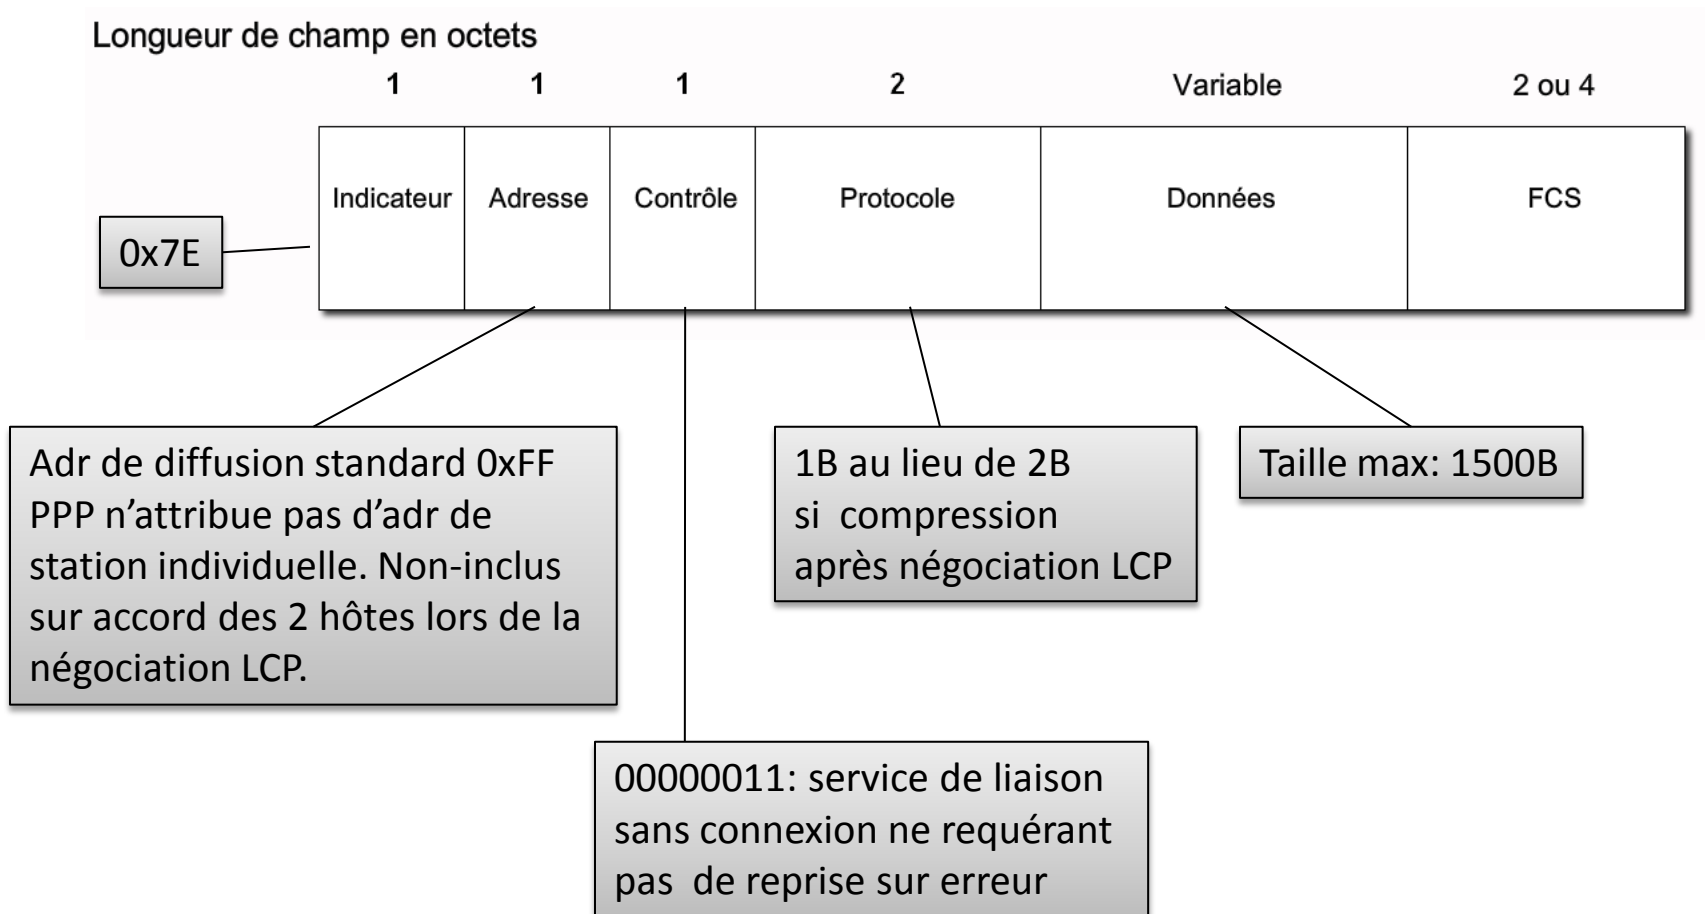 Longueur de champ en octets
1 1 1 2 Variable 2 ou 4
Indicateur Adresse Contrôle Protocole Données FCS
0x7E
Adr de diffusion standard 0xFF
PPP n’attribue pas d’adr de
station individuelle. Non-inclus
sur accord des 2 hôtes lors de la
négociation LCP.
1B au lieu de 2B
si compression
après négociation LCP
Taille max: 1500B
00000011: service de liaison
sans connexion ne requérant
pas de reprise sur erreur